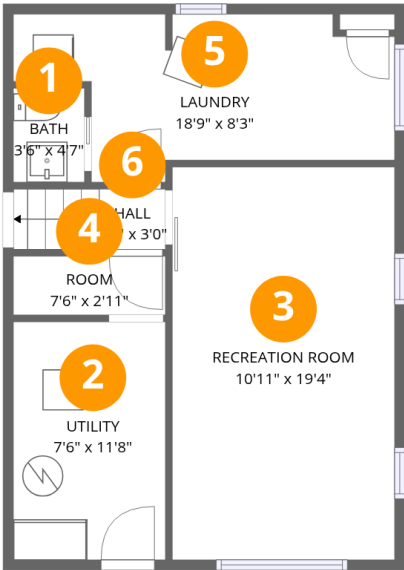 5
1
LAUNDRY
18'9" x 8'3"
BATH
3'6" x 4'7"
6
HALL
x 3'0"
4
ROOM
7'6" x 2'11"
3
RECREATION ROOM
10'11" x 19'4"
2
UTILITY
7'6" x 11'8"